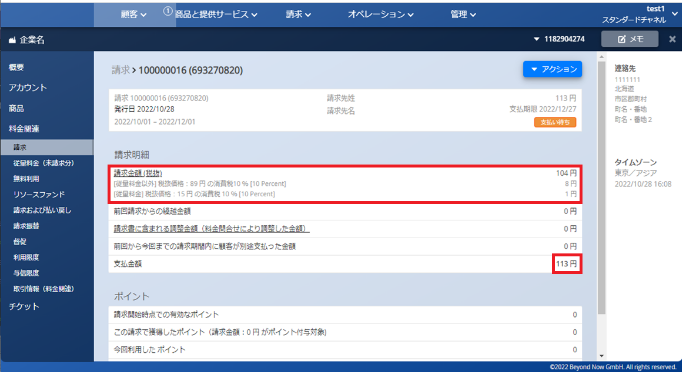 顧客
① 商品と提供サービス
請求
オペレーション
管理
test1
スタンダードチャネル
企業名
1182904274
メモ
概要
アカウント
商品
料金関連
請求
従量料金（未請求分）
無料利用
リソースファンド
請求および払い戻し
請求振替
督促
利用限度
与信限度
取引情報（料金関連）
チケット
請求 > 100000016 (693270820)
アクション
請求 100000016 (693270820)
発行日 2022/10/28
2022/10/01 – 2022/12/01
請求先姓
請求先名
113 円
支払期限 2022/12/27
支払い待ち
請求明細
請求金額 (税抜) 104 円
[従量料金以外] 税抜価格：89 円 の消費税10 % [10 Percent] 8 円
[従量料金] 税抜価格：15 円 の消費税 10 % [10 Percent] 1 円
前回請求からの繰越金額 0 円
請求書に含まれる調整金額（料金問合せにより調整した金額） 0 円
前回から今回までの請求期間内に顧客が別途支払った金額 0 円
支払金額 113 円
ポイント
請求開始時点での有効なポイント 0
この請求で獲得したポイント（請求金額：0 円 がポイント付与対象) 0
今回利用した ポイント 0
連絡先
1111111
北海道
市区郡町村
町名・番地
町名・番地 2
タイムゾーン
東京／アジア
2022/10/28 16:08
©2022 Beyond Now GmbH. All rights reserved.